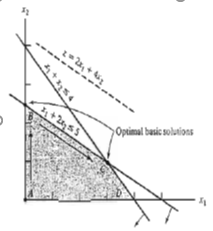 x₂
z = 2x₁ + 4x₂
x₁ + x₂ ≤ 4
B
x₁ + 2x₂ ≤ 5
Optimal basic solutions
C
A
D
x₁